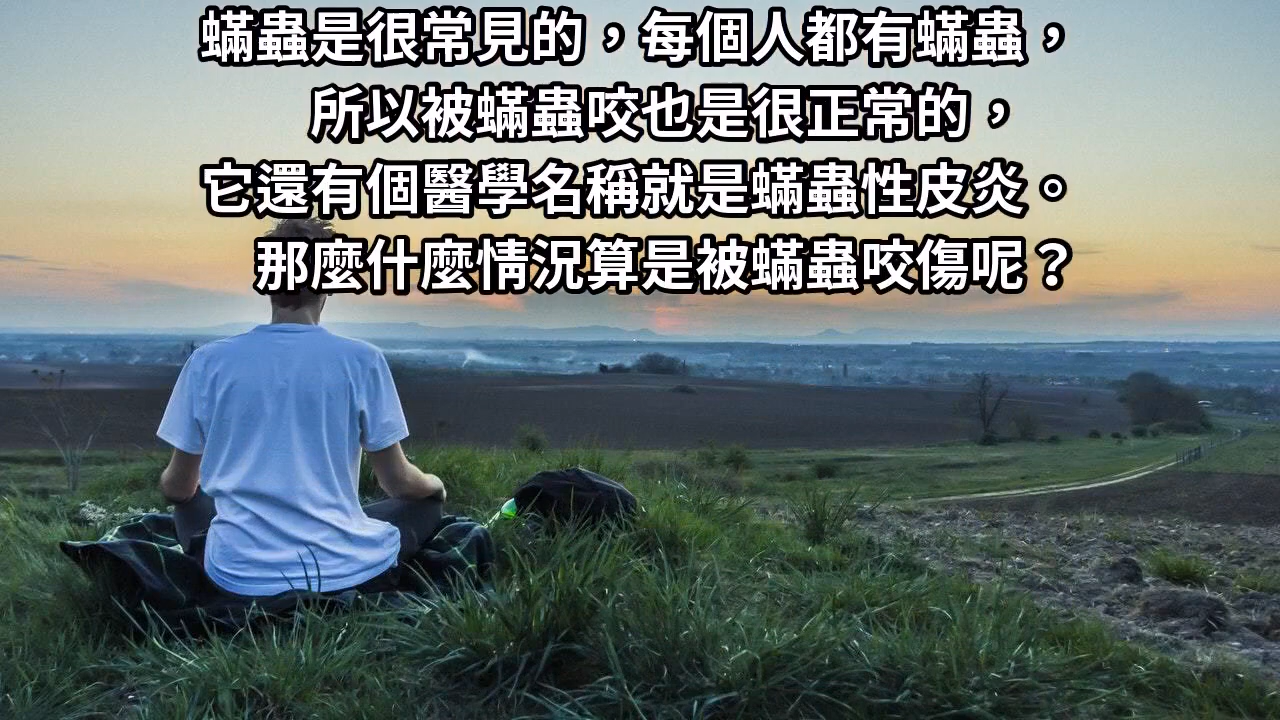 蟎蟲是很常見的，每個人都有蟎蟲，
所以被蟎蟲咬也是很正常的，
它還有個醫學名稱就是蟎蟲性皮炎。
那麼什麼情況算是被蟎蟲咬傷呢？